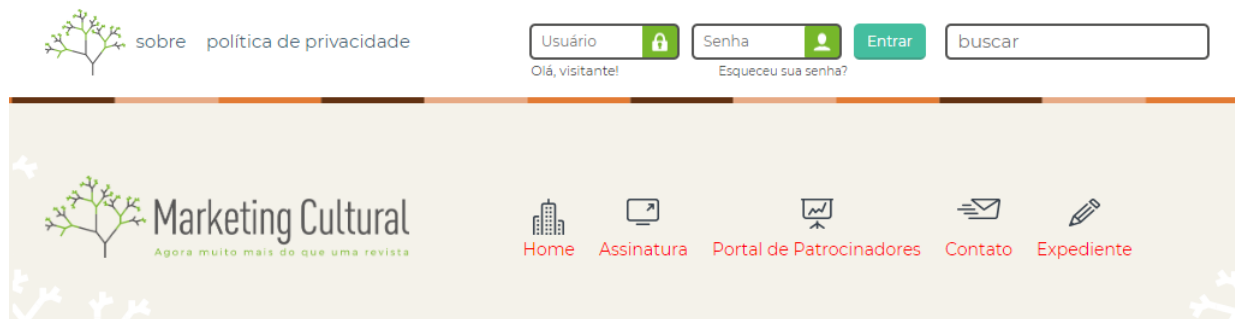 sobre política de privacidade Usuário Senha Entrar buscar
Olá, visitante! Esqueceu sua senha?
Marketing Cultural
Agora muito mais do que uma revista
Home Assinatura Portal de Patrocinadores Contato Expediente